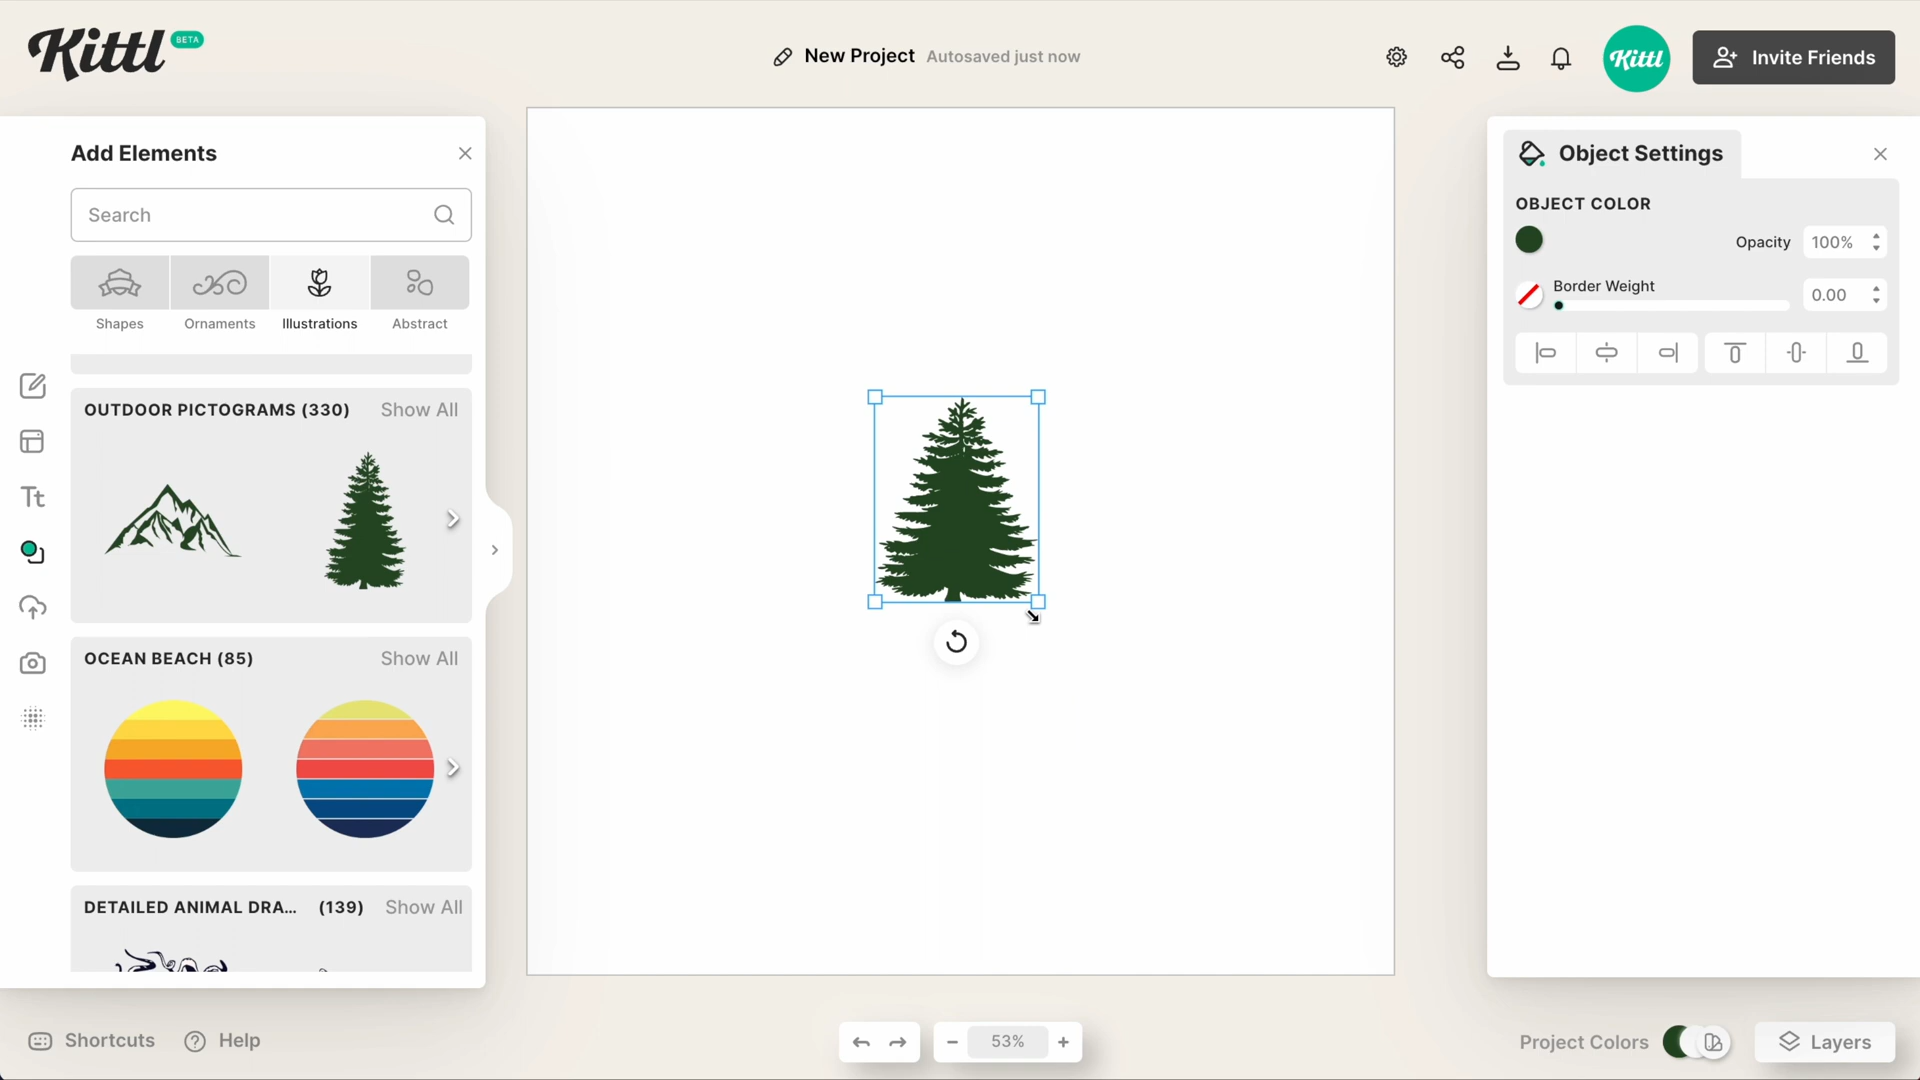 Kittl BETA
New Project Autosaved just now
Kittl
Invite Friends
Add Elements
Search
Shapes Ornaments Illustrations Abstract
OUTDOOR PICTOGRAMS (330) Show All
OCEAN BEACH (85) Show All
DETAILED ANIMAL DRA... (139) Show All
Tt
Object Settings
OBJECT COLOR
Opacity 100%
Border Weight 0.00
Shortcuts Help
53%
Project Colors Layers